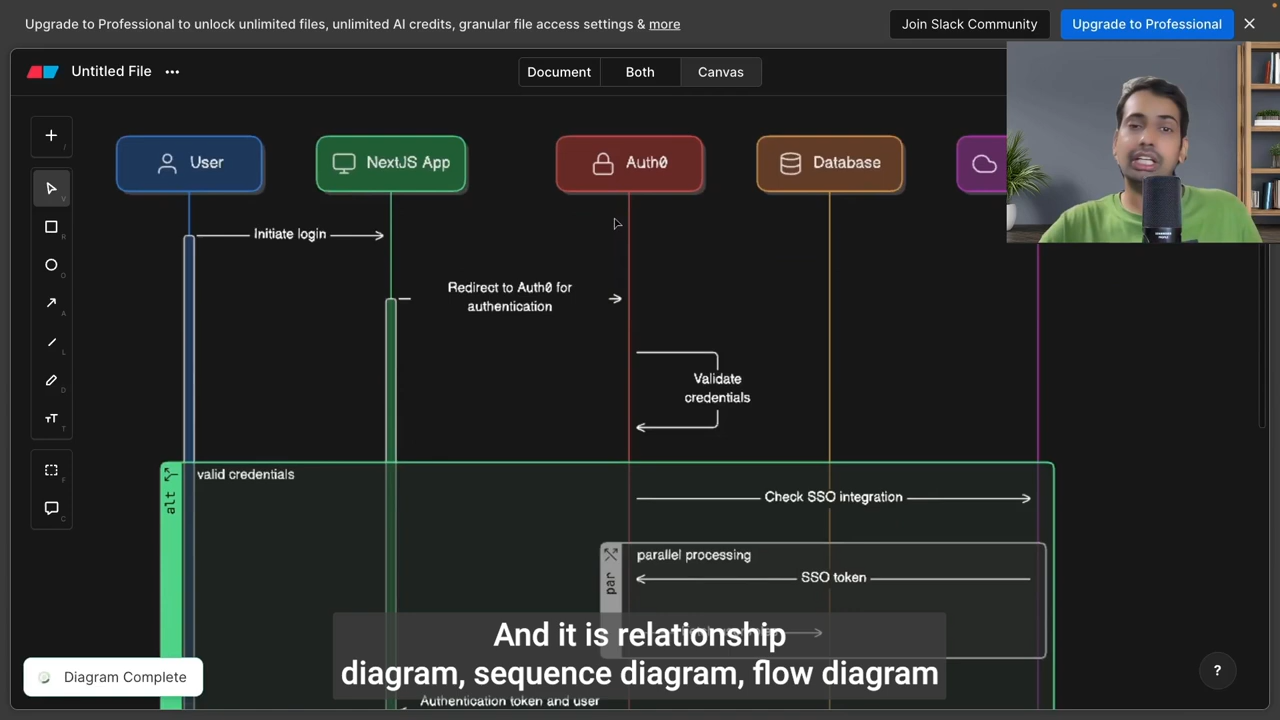 Upgrade to Professional to unlock unlimited files, unlimited AI credits, granular file access settings & more
Join Slack Community
Upgrade to Professional
Untitled File
Document
Both
Canvas
User
NextJS App
Auth0
Database
Initiate login
Redirect to Auth0 for
authentication
Validate
credentials
alt
valid credentials
Check SSO integration
par
parallel processing
SSO token
And it is relationship
diagram, sequence diagram, flow diagram
Diagram Complete
Authentication token and user
?
V
R
O
A
L
D
T
F
C